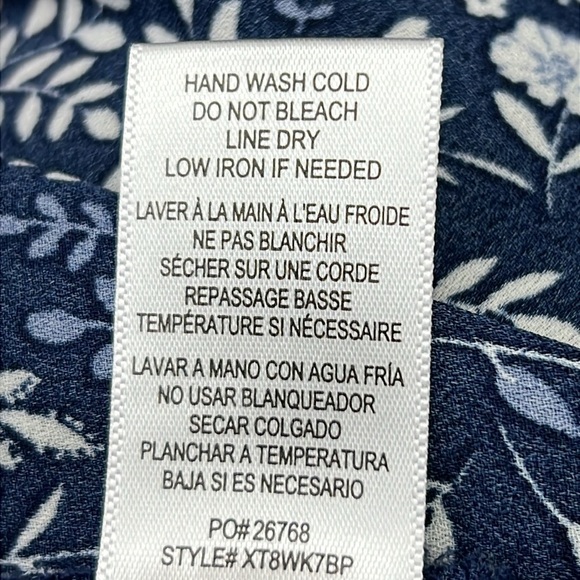 HAND WASH COLD
DO NOT BLEACH
LINE DRY
LOW IRON IF NEEDED
LAVER À LA MAIN À L'EAU FROIDE
NE PAS BLANCHIR
SÉCHER SUR UNE CORDE
REPASSAGE BASSE
TEMPÉRATURE SI NÉCESSAIRE
LAVAR A MANO CON AGUA FRÍA
NO USAR BLANQUEADOR
SECAR COLGADO
PLANCHAR A TEMPERATURA
BAJA SI ES NECESARIO
PO# 26768
STYLE# XT8WK7BP